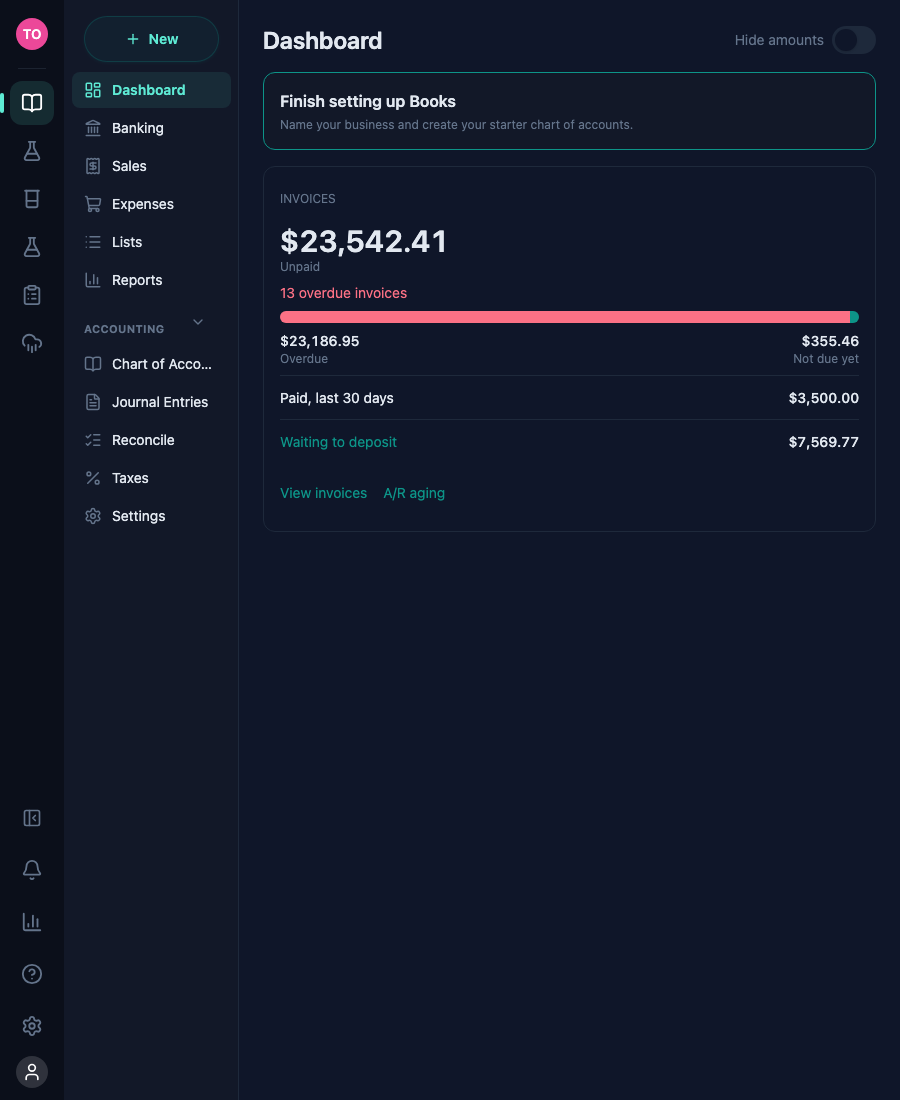 TO
New
Dashboard
Banking
Sales
Expenses
Lists
Reports
ACCOUNTING
Chart of Acco...
Journal Entries
Reconcile
Taxes
Settings
Dashboard
Hide amounts
Finish setting up Books
Name your business and create your starter chart of accounts.
INVOICES
$23,542.41
Unpaid
13 overdue invoices
$23,186.95 $355.46
Overdue Not due yet
Paid, last 30 days $3,500.00
Waiting to deposit $7,569.77
View invoices A/R aging